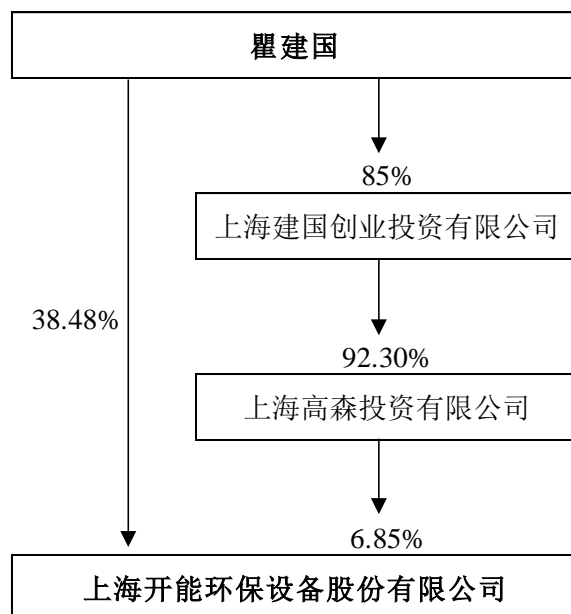 瞿建国
85%
上海建国创业投资有限公司
38.48%
92.30%
上海高森投资有限公司
6.85%
上海开能环保设备股份有限公司